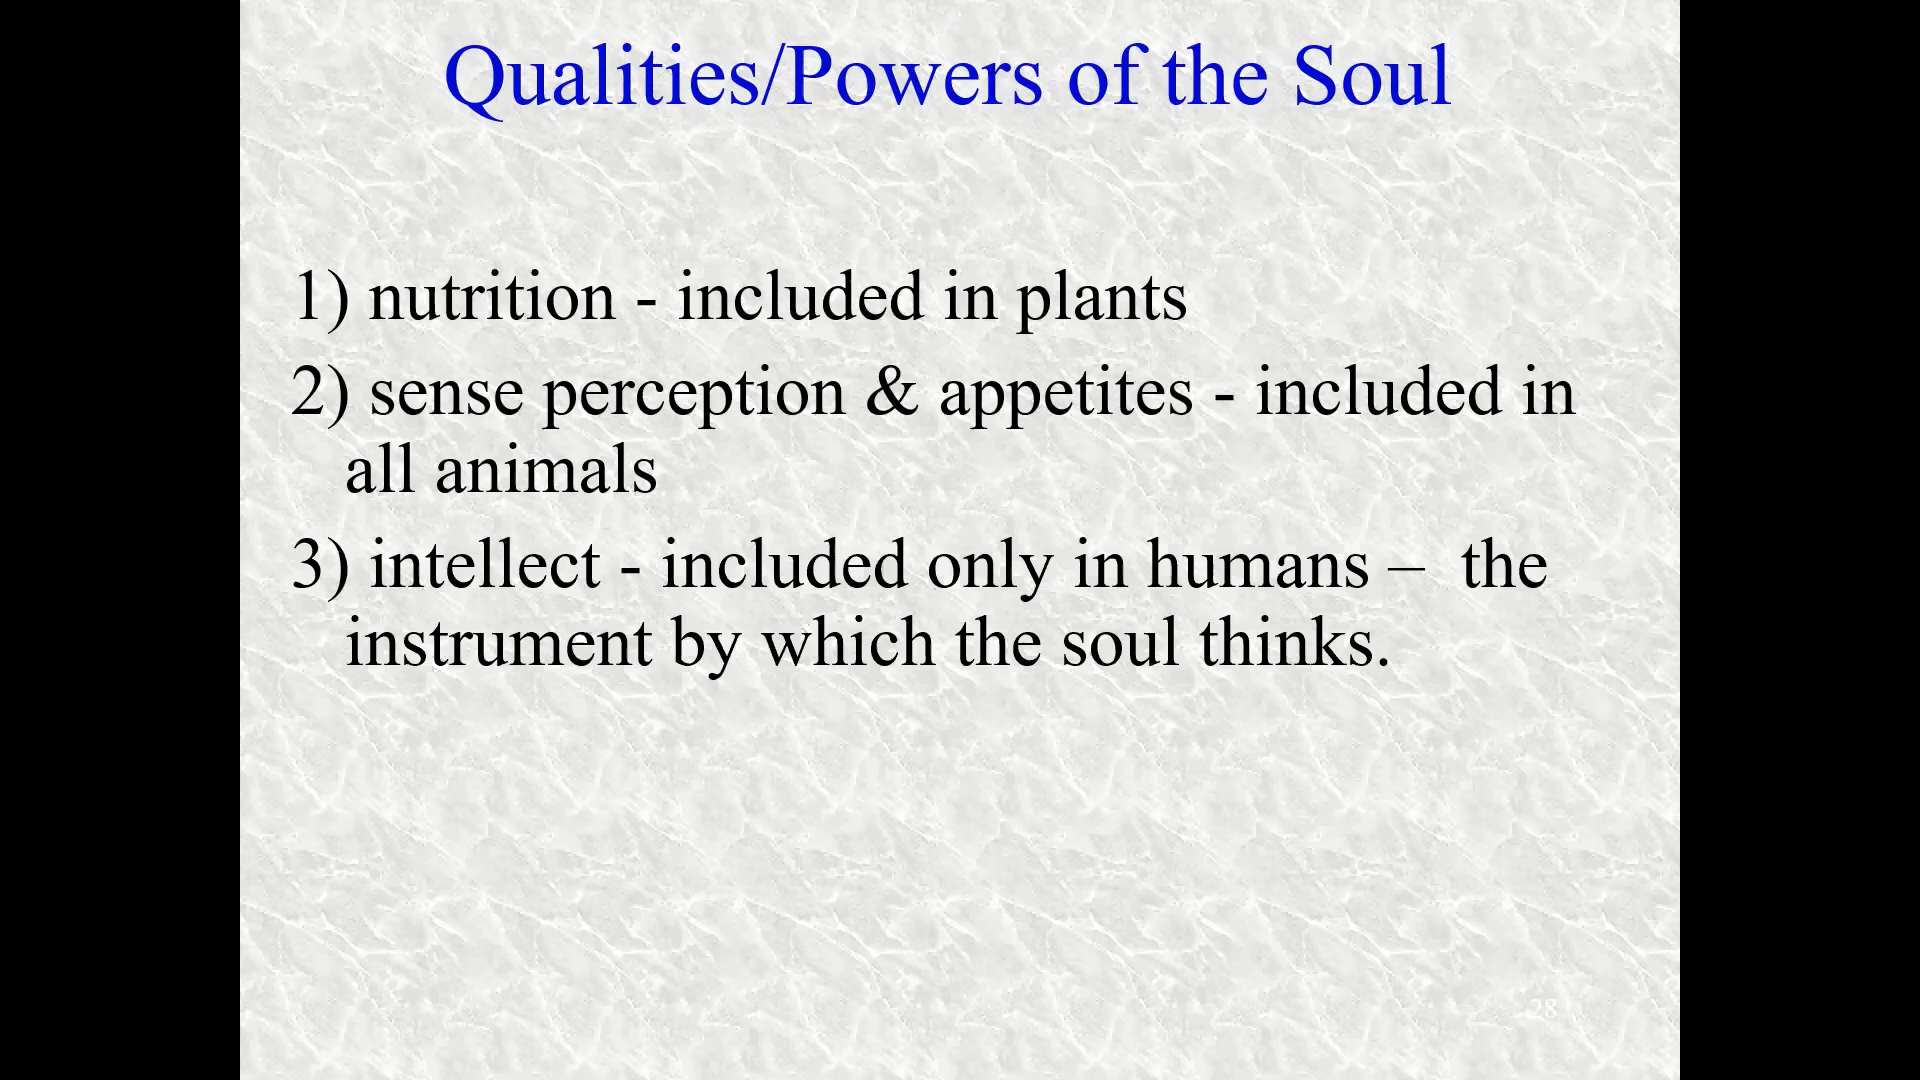 Qualities/Powers of the Soul
1) nutrition - included in plants
2) sense perception & appetites - included in
all animals
3) intellect - included only in humans – the
instrument by which the soul thinks.
28